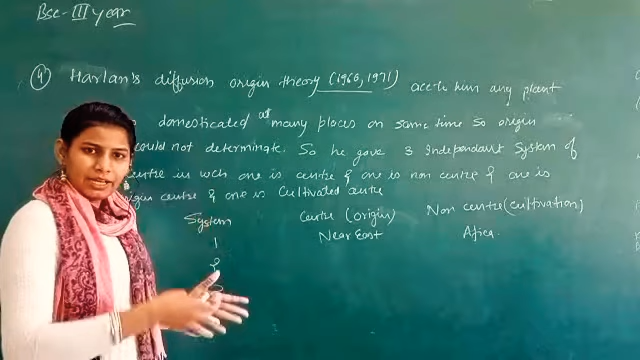 Bsc-III year
4) Harlan's diffusion origin theory (1966, 1971) acc to him any plant
domesticated at many places on same time so origin
could not determinate. So he gave 3 Independant System of
centre in wch one is centre & one is non centre & one is
origin centre & one is Cultivated centre
System Centre (origin) Non centre (cultivation)
1 Near East Africa
2
3